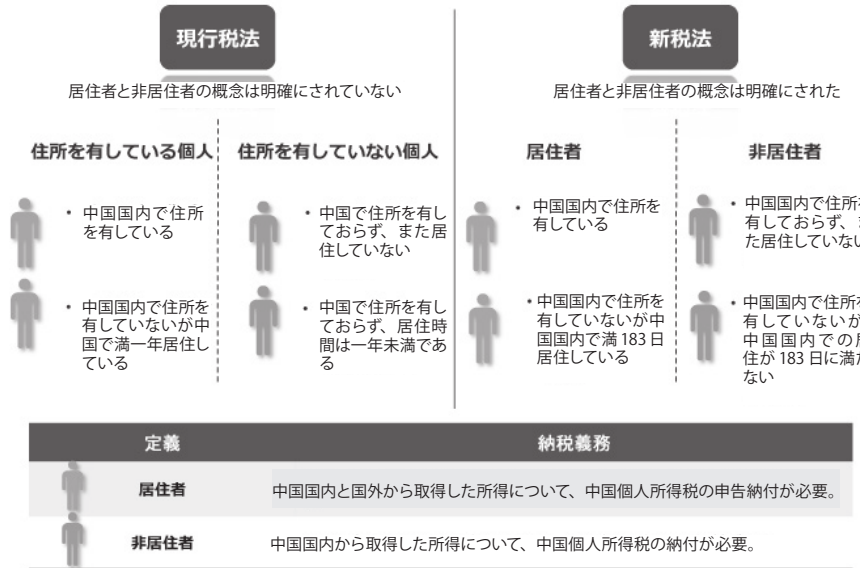 現行税法
居住者と非居住者の概念は明確にされていない
住所を有している個人
• 中国国内で住所
を有している
• 中国国内で住所を
有していないが中
国で満一年居住し
ている
住所を有していない個人
• 中国で住所を有し
ておらず、また居
住していない
• 中国で住所を有し
ておらず、居住時
間は一年未満であ
る
新税法
居住者と非居住者の概念は明確にされた
居住者
• 中国国内で住所を
有している
• 中国国内で住所を
有していないが中
国国内で満 183 日
居住している
非居住者
• 中国国内で住所
有しておらず、
た居住していない
• 中国国内で住所
有していないが
中国国内での
住が 183 日に満
ない
定義 納税義務
居住者 中国国内と国外から取得した所得について、中国個人所得税の申告納付が必要。
非居住者 中国国内から取得した所得について、中国個人所得税の納付が必要。